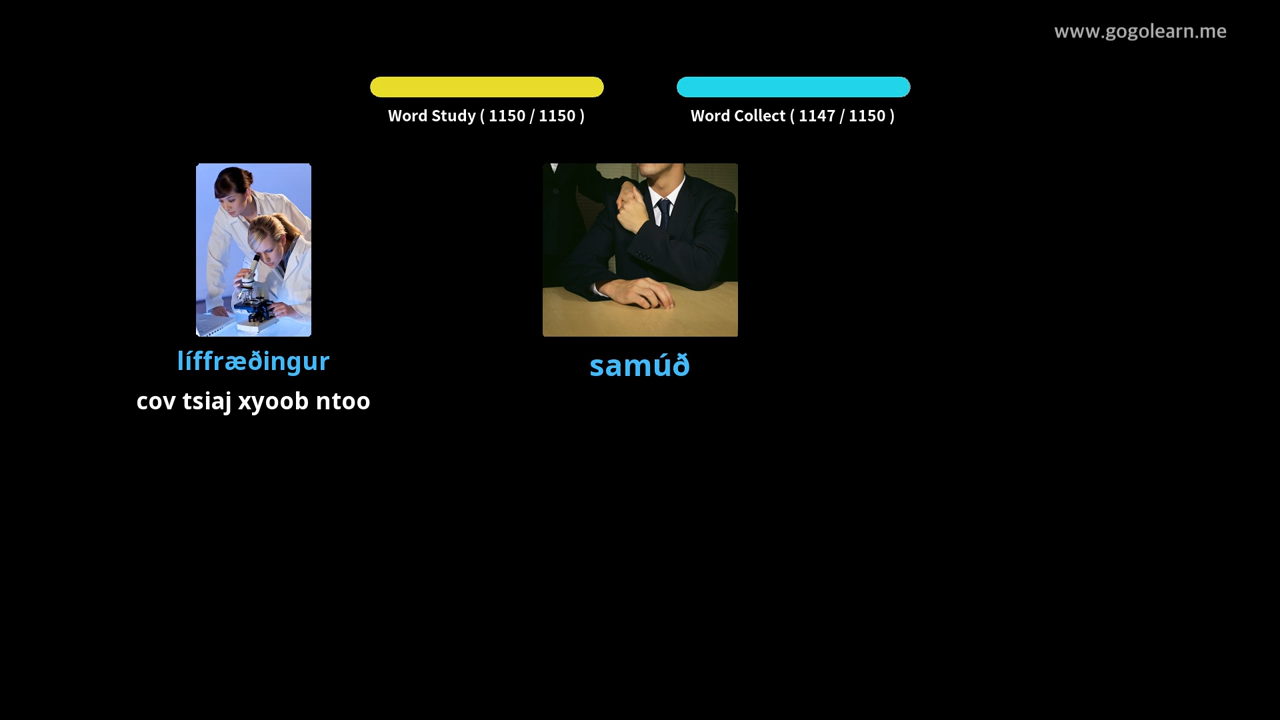 www.gogolearn.me
Word Study ( 1150 / 1150 )
Word Collect ( 1147 / 1150 )
líffræðingur
cov tsiaj xyoob ntoo
samúð